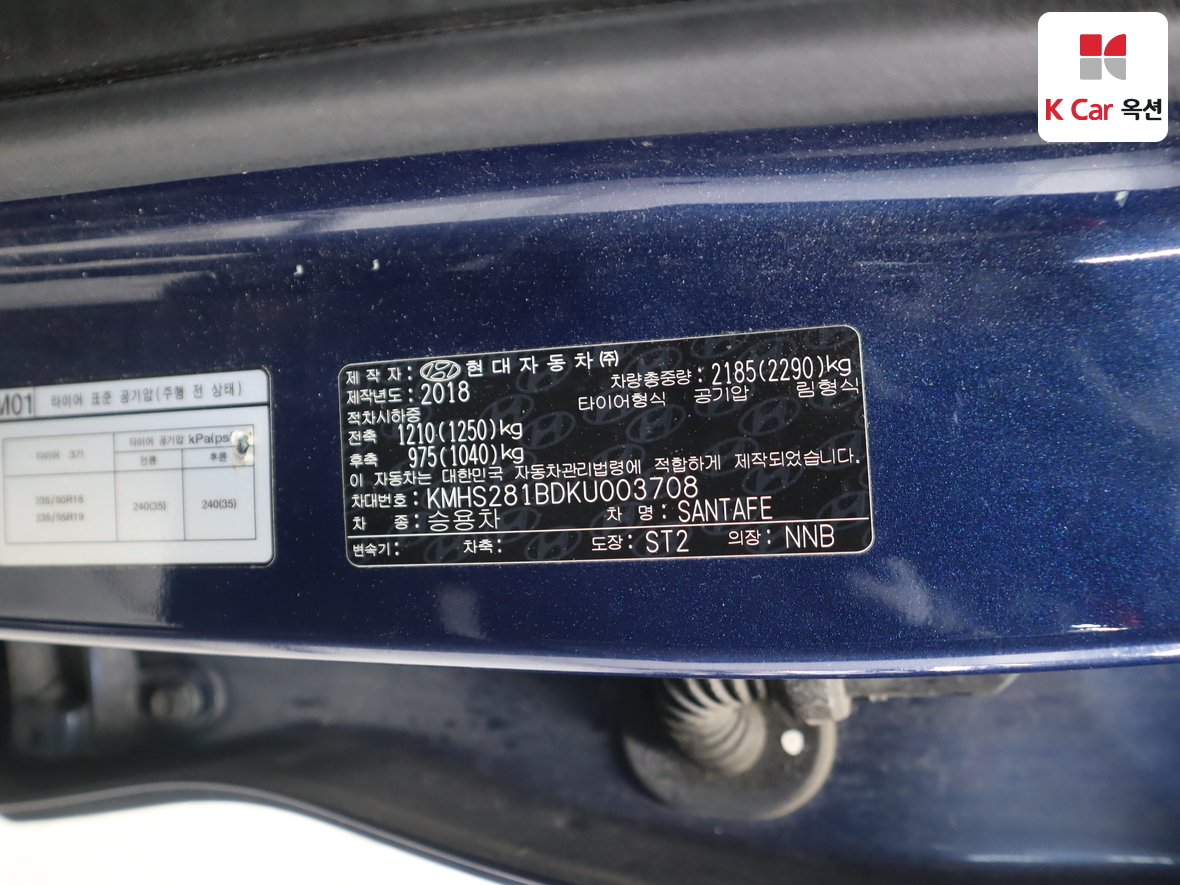 K Car 옥션
M01 타이어 표준 공기압(주행 전 상태)
타이어 크기 타이어 공기압 kPa(ps
전륜 후륜
235/60R18 240(35) 240(35)
235/55R19
제작자: 현대자동차㈜
제작년도: 2018 차량총중량: 2185(2290)kg
적차시하중 타이어형식 공기압 림형식
전축 1210(1250)kg
후축 975(1040)kg
이 자동차는 대한민국 자동차관리법령에 적합하게 제작되었습니다.
차대번호: KMHS281BDKU003708
차 종: 승용차 차 명: SANTAFE
변속기: 차축: 도장: ST2 의장: NNB